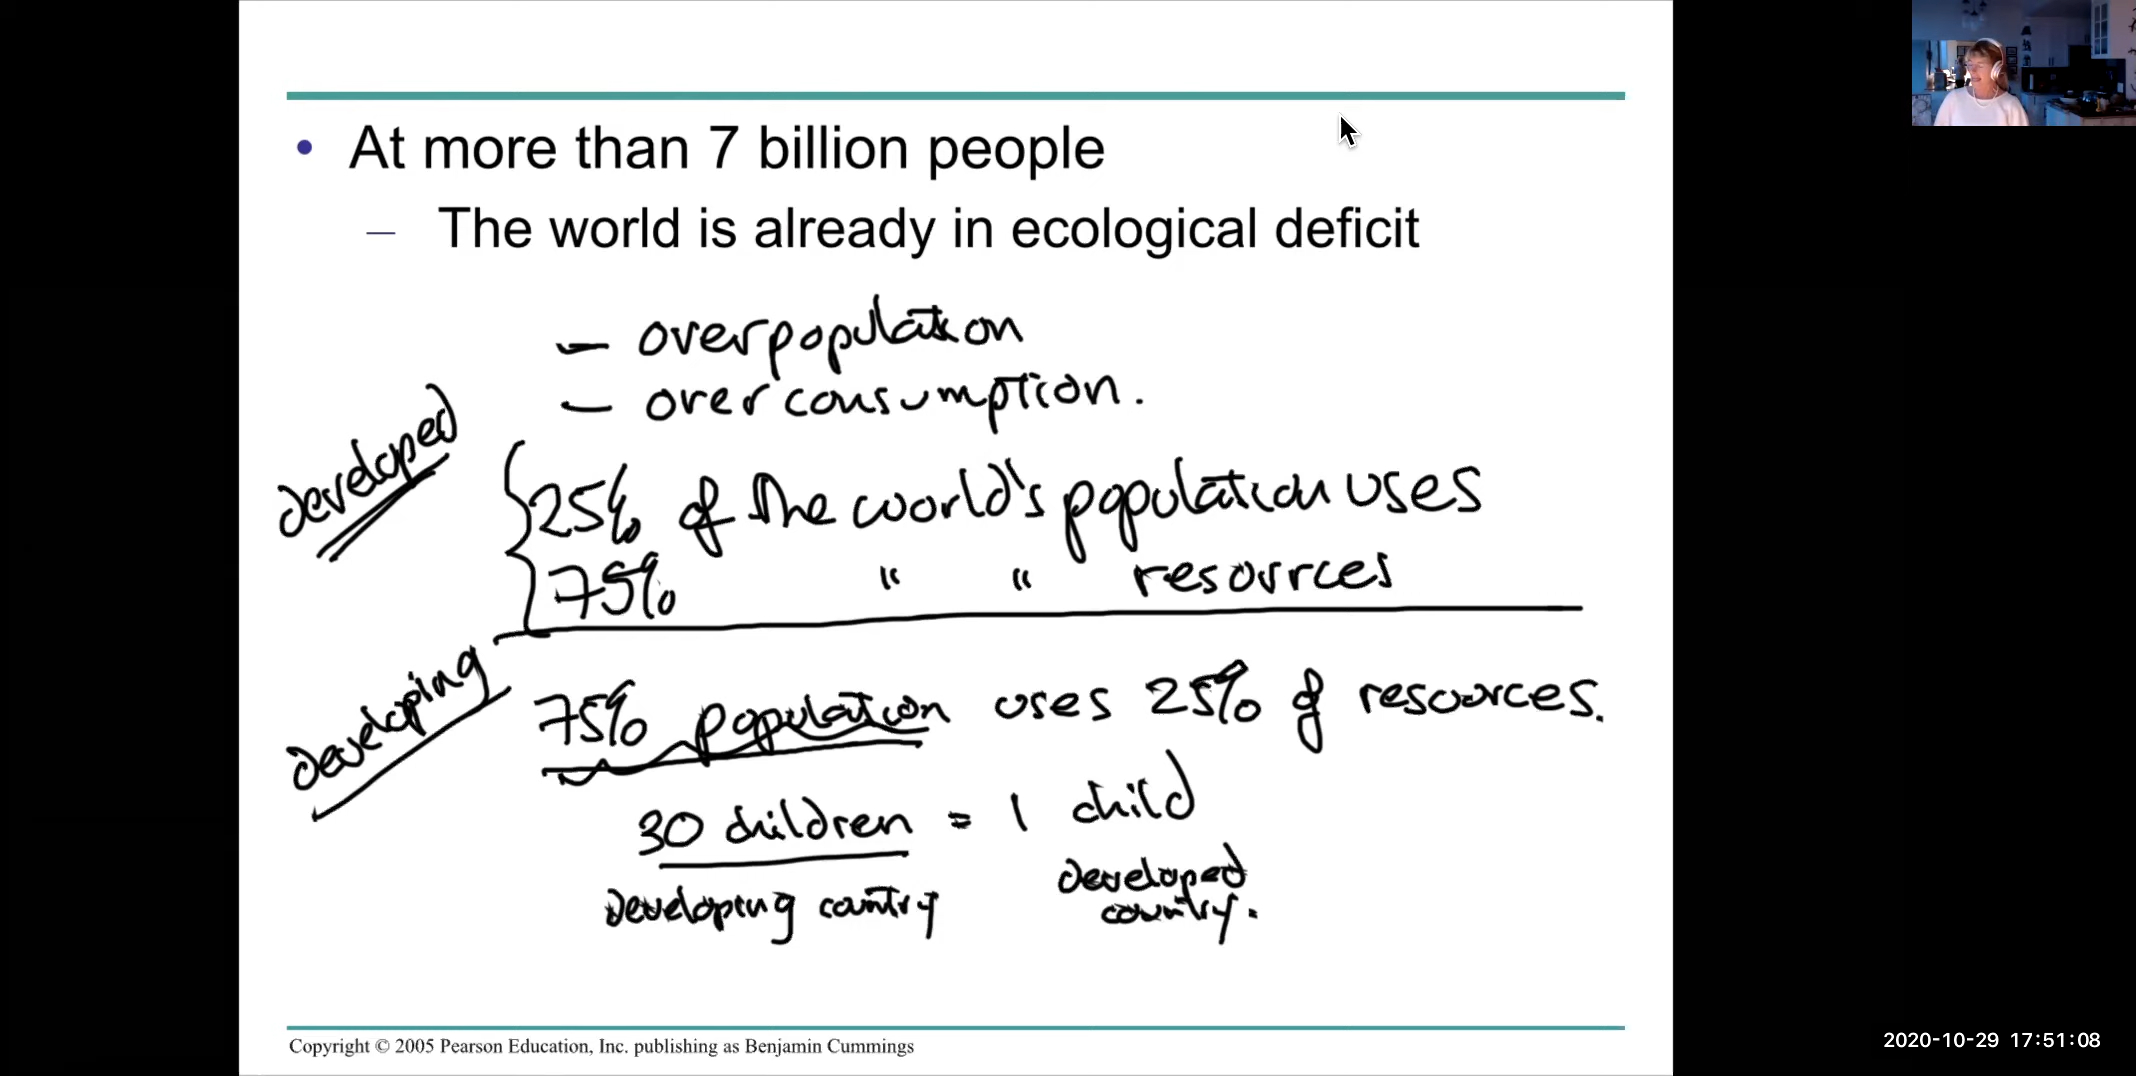 • At more than 7 billion people
– The world is already in ecological deficit
– overpopulation
– overconsumption.
developed
25% of the world's population uses
75% " " resources
developing
75% population uses 25% of resources.
30 children = 1 child
developing country developed
country.
Copyright © 2005 Pearson Education, Inc. publishing as Benjamin Cummings
2020-10-29 17:51:08